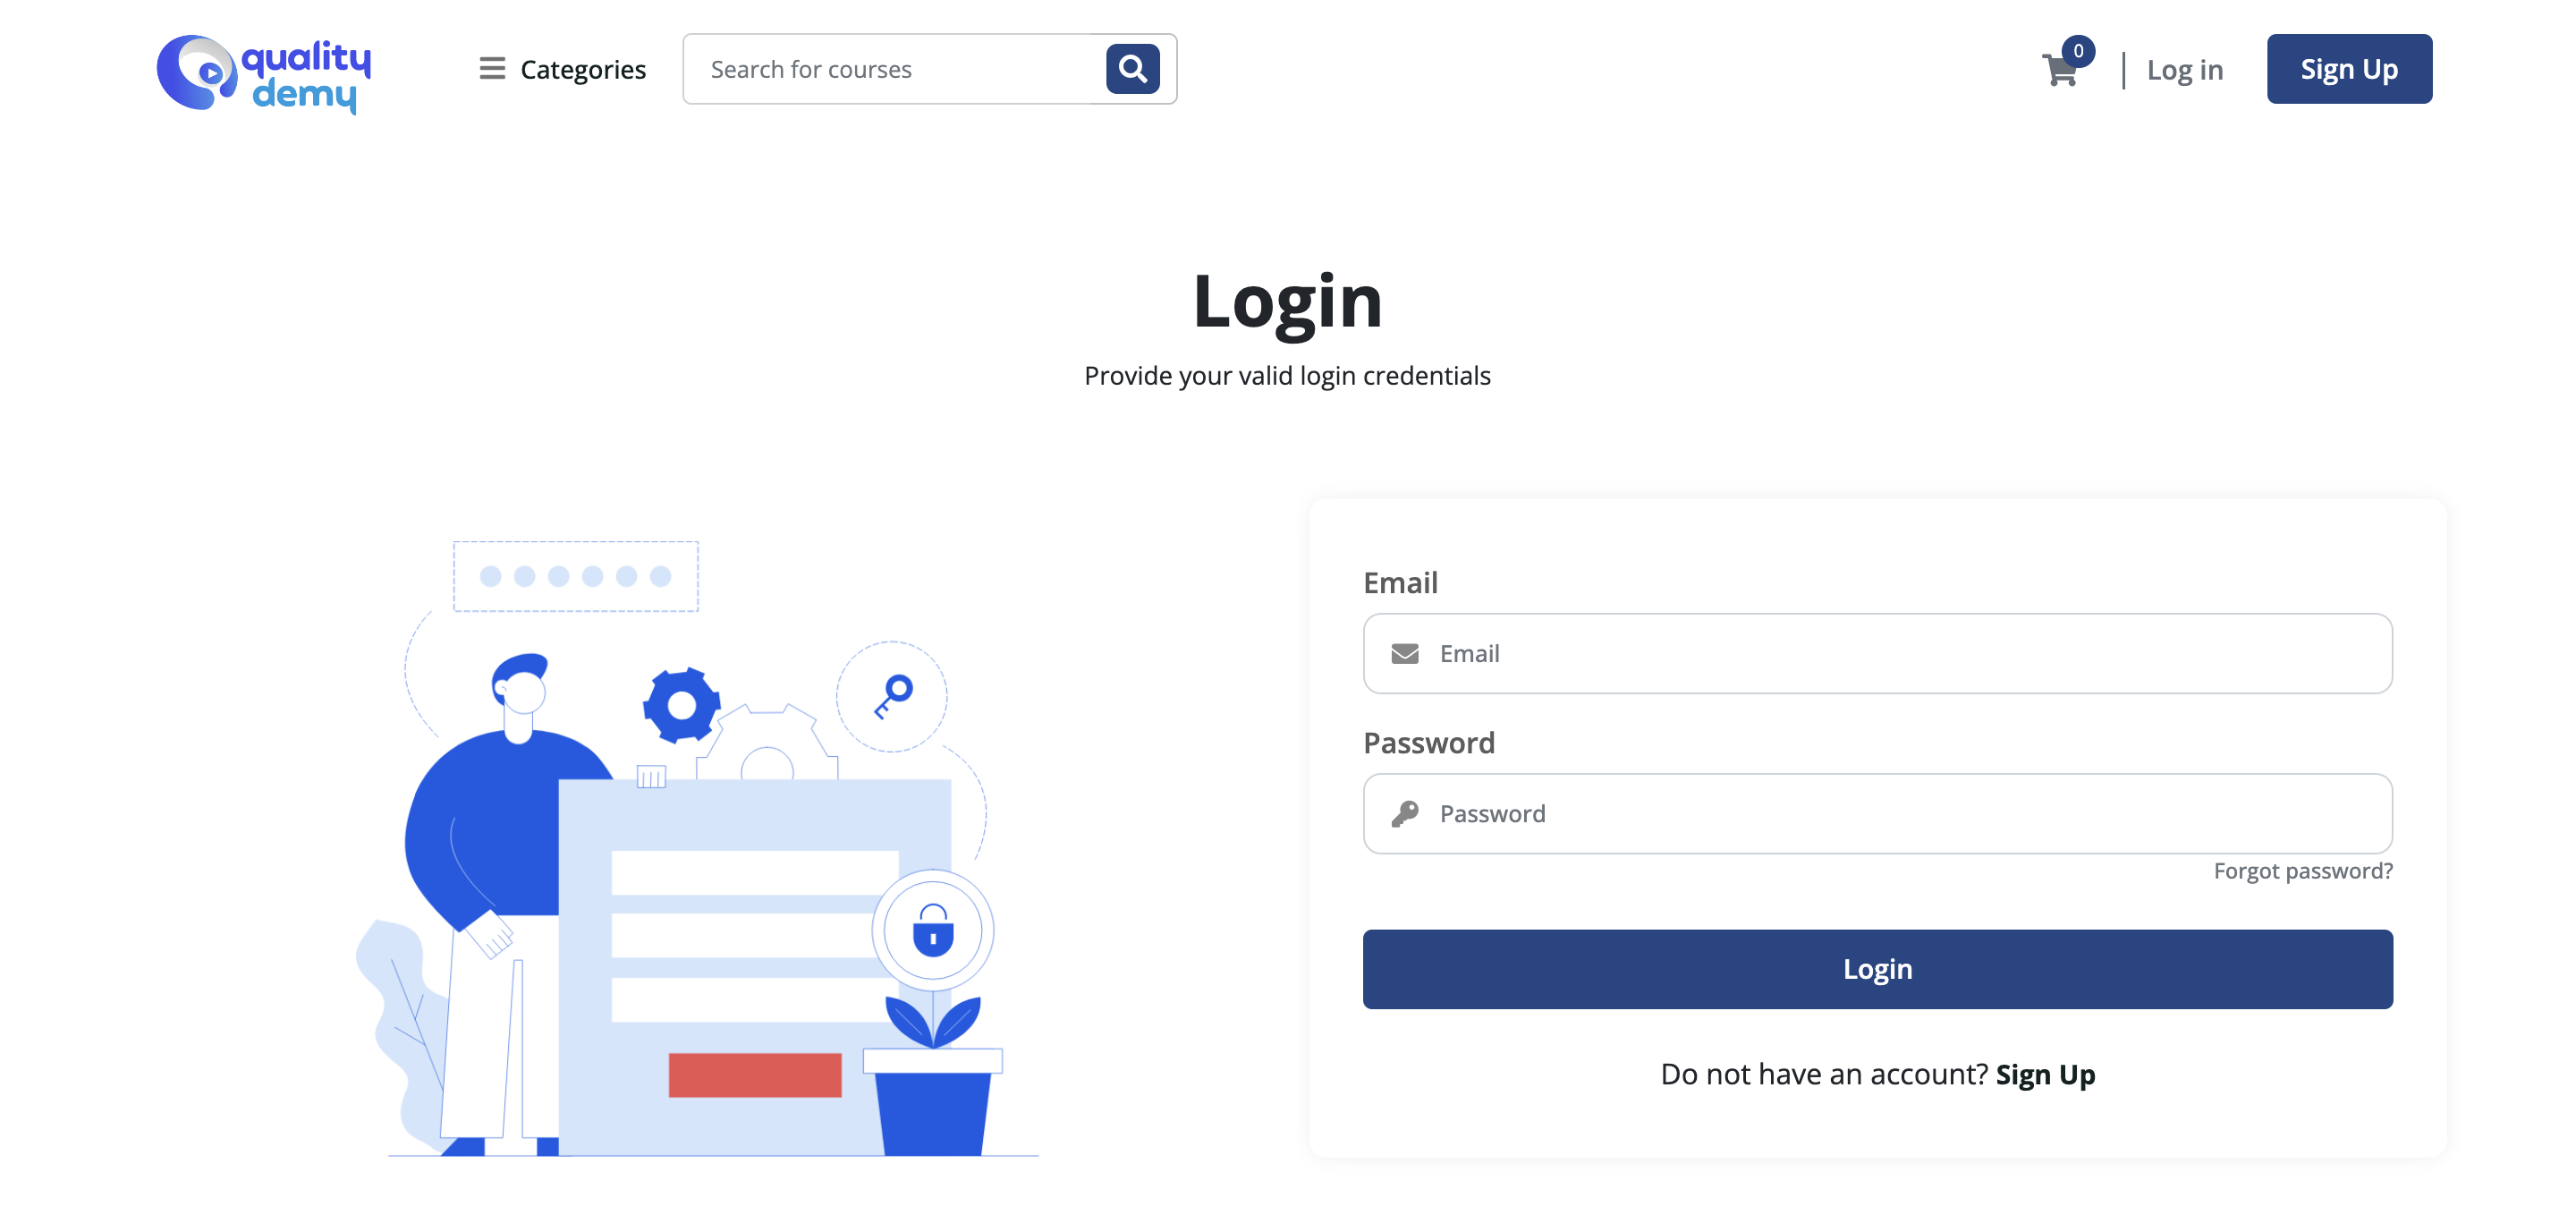 quality
demy
Categories
Search for courses
0
Log in
Sign Up
Login
Provide your valid login credentials
Email
Email
Password
Password
Forgot password?
Login
Do not have an account? Sign Up